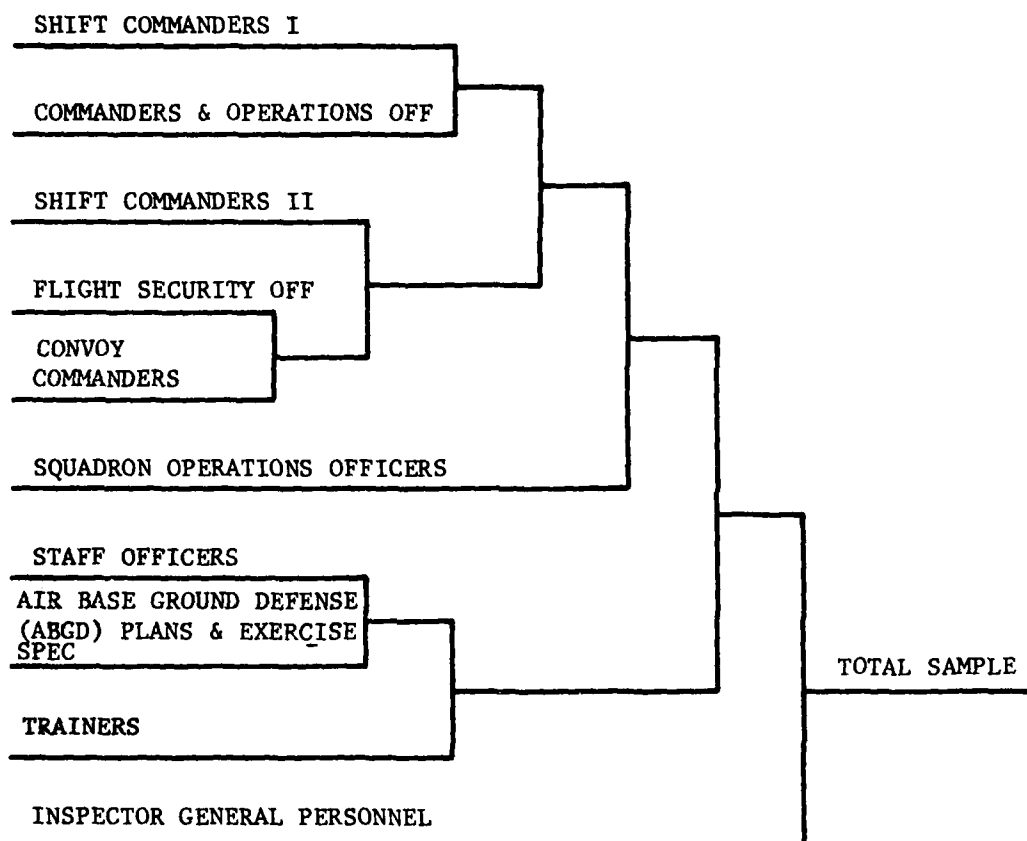 SHIFT COMMANDERS I
COMMANDERS & OPERATIONS OFF
SHIFT COMMANDERS II
FLIGHT SECURITY OFF
CONVOY
COMMANDERS
SQUADRON OPERATIONS OFFICERS
STAFF OFFICERS
AIR BASE GROUND DEFENSE
(ABGD) PLANS & EXERCISE
SPEC
TRAINERS
INSPECTOR GENERAL PERSONNEL
TOTAL SAMPLE